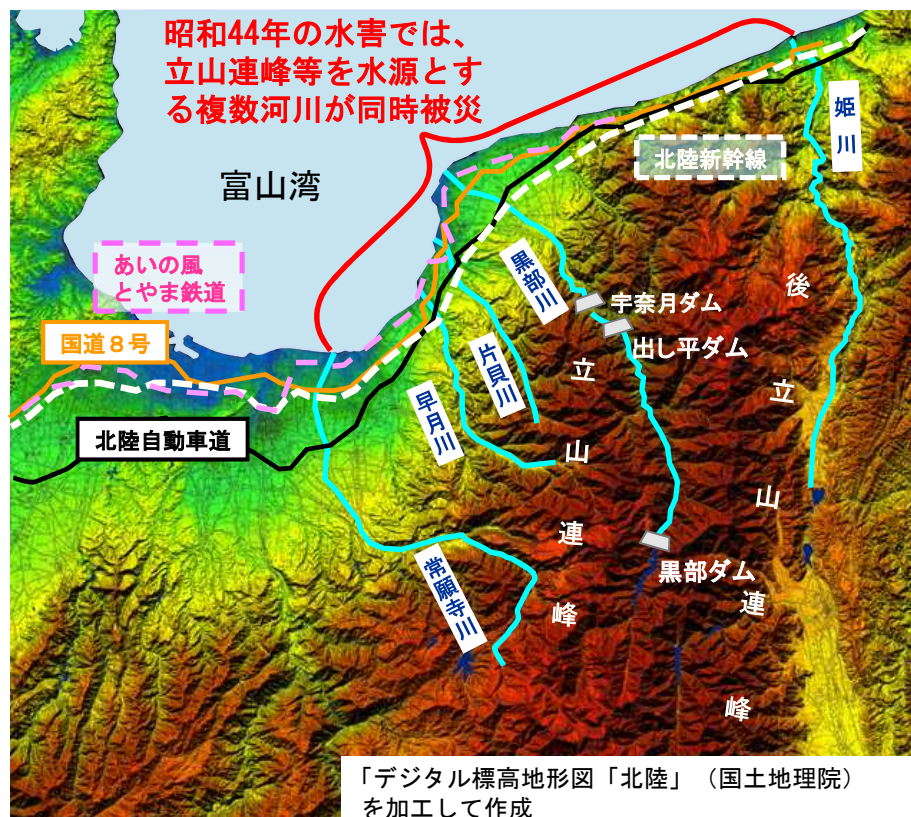 昭和44年の水害では、
立山連峰等を水源とす
る複数河川が同時被災
姫川
北陸新幹線
富山湾
あいの風
とやま鉄道
黒部川
後立山連峰
宇奈月ダム
国道８号
出し平ダム
片貝川
立山連峰
早月川
北陸自動車道
黒部ダム
常願寺川
「デジタル標高地形図「北陸」（国土地理院）
を加工して作成